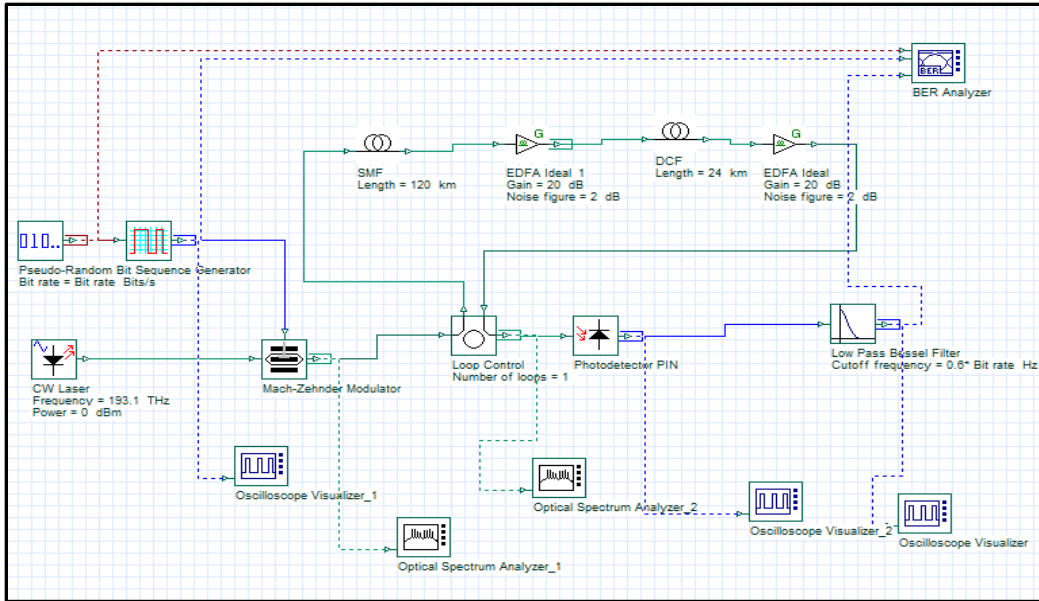 BER
BER Analyzer
SMF
Length = 120 km
G
EDFA Ideal_1
Gain = 20 dB
Noise figure = 2 dB
DCF
Length = 24 km
G
EDFA Ideal
Gain = 20 dB
Noise figure = 2 dB
010..
Pseudo-Random Bit Sequence Generator
Bit rate = Bit rate Bits/s
CW Laser
Frequency = 193.1 THz
Power = 0 dBm
Mach-Zehnder Modulator
Loop Control
Number of loops = 1
Photodetector PIN
Low Pass Bessel Filter
Cutoff frequency = 0.6* Bit rate Hz
Oscilloscope Visualizer_1
Optical Spectrum Analyzer_2
Oscilloscope Visualizer_2
Oscilloscope Visualizer
Optical Spectrum Analyzer_1